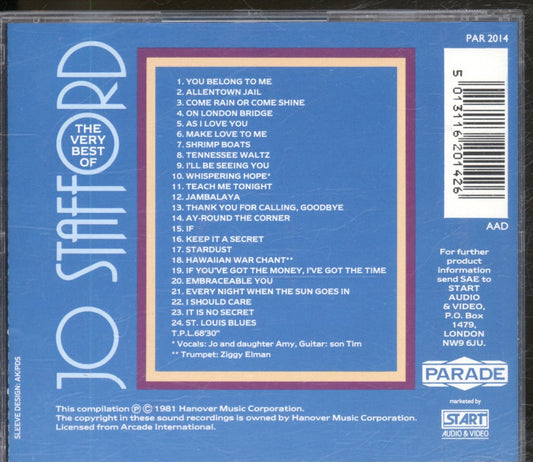 PAR 2014
JO STAFFORD
THE
VERY
BEST
OF
1. YOU BELONG TO ME
2. ALLENTOWN JAIL
3. COME RAIN OR COME SHINE
4. ON LONDON BRIDGE
5. AS I LOVE YOU
6. MAKE LOVE TO ME
7. SHRIMP BOATS
8. TENNESSEE WALTZ
9. I'LL BE SEEING YOU
10. WHISPERING HOPE*
11. TEACH ME TONIGHT
12. JAMBALAYA
13. THANK YOU FOR CALLING, GOODBYE
14. AY-ROUND THE CORNER
15. IF
16. KEEP IT A SECRET
17. STARDUST
18. HAWAIIAN WAR CHANT**
19. IF YOU'VE GOT THE MONEY, I'VE GOT THE TIME
20. EMBRACEABLE YOU
21. EVERY NIGHT WHEN THE SUN GOES IN
22. I SHOULD CARE
23. IT IS NO SECRET
24. ST. LOUIS BLUES
T.P.L.68'30"
* Vocals: Jo and daughter Amy, Guitar: son Tim
** Trumpet: Ziggy Elman
5 013116 201426
AAD
For further
product
information
send SAE to
START
AUDIO
& VIDEO,
P.O. Box
1479,
LONDON
NW9 6JU.
PARADE
marketed by
START
AUDIO & VIDEO
SLEEVE DESIGN: AK/PDS
This compilation Ⓟ © 1981 Hanover Music Corporation.
The copyright in these sound recordings is owned by Hanover Music Corporation.
Licensed from Arcade International.